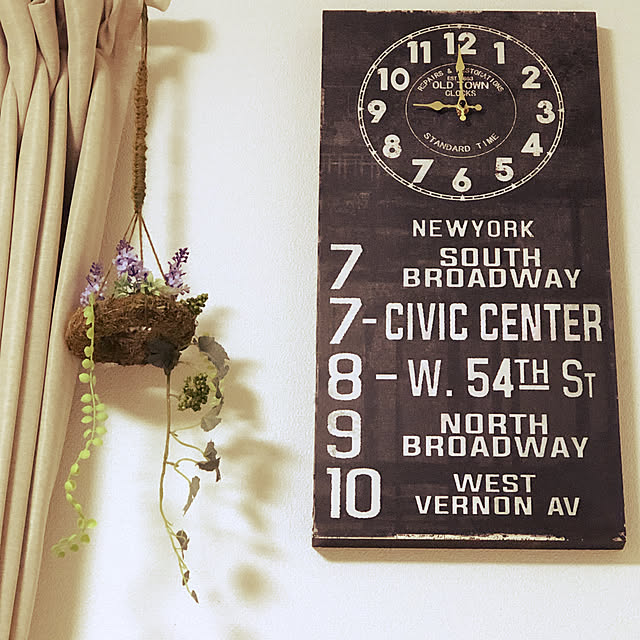 12
11 1
10 2
9 3
8 4
7 5
6
REPAIRS & RESTORATIONS
OLD TOWN
CLOCKS
STANDARD TIME
NEWYORK
7 SOUTH
BROADWAY
7-CIVIC CENTER
8-W. 54TH ST
9 NORTH
BROADWAY
10 WEST
VERNON AV